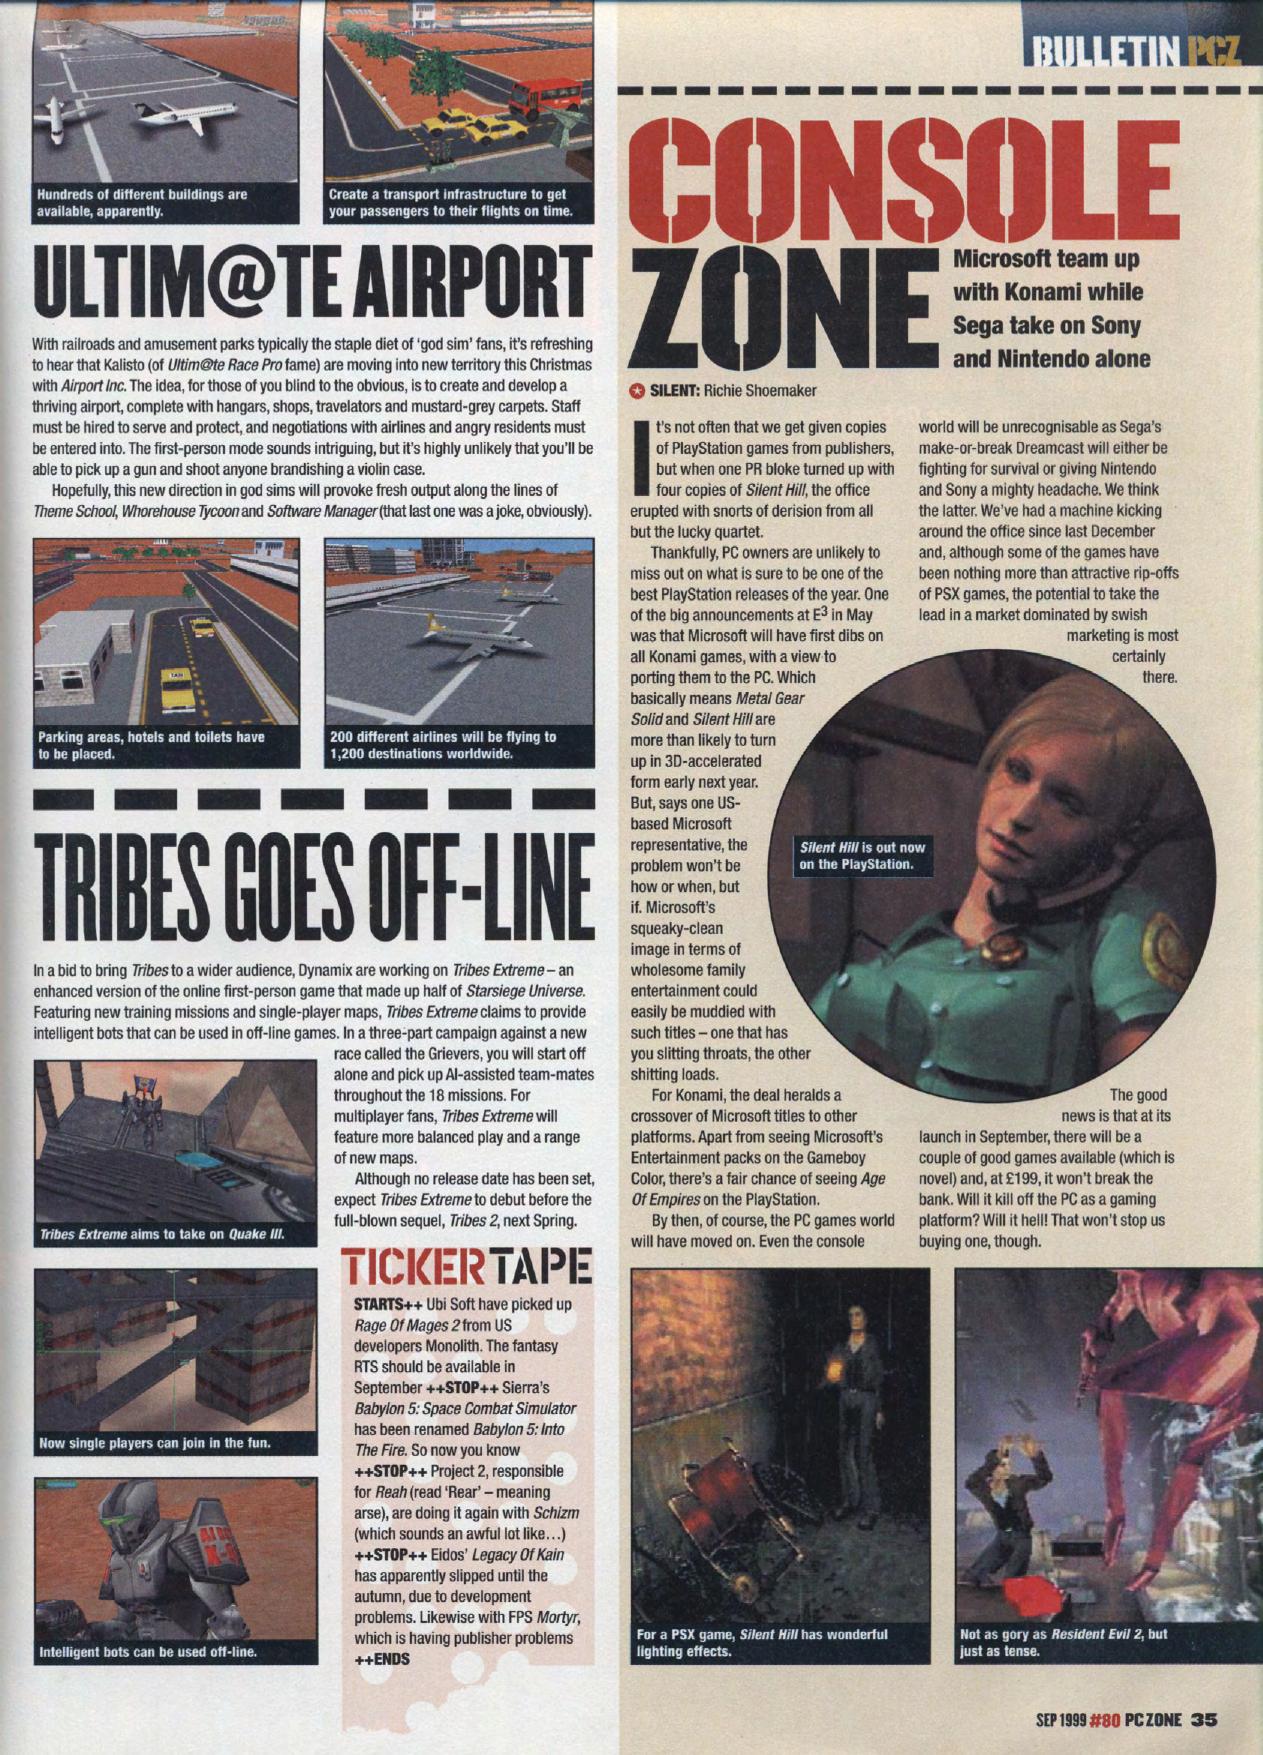 BULLETIN PCZ
Hundreds of different buildings are
available, apparently.
Create a transport infrastructure to get
your passengers to their flights on time.
ULTIM@TE AIRPORT
With railroads and amusement parks typically the staple diet of 'god sim' fans, it's refreshing
to hear that Kalisto (of Ultim@te Race Pro fame) are moving into new territory this Christmas
with Airport Inc. The idea, for those of you blind to the obvious, is to create and develop a
thriving airport, complete with hangars, shops, travelators and mustard-grey carpets. Staff
must be hired to serve and protect, and negotiations with airlines and angry residents must
be entered into. The first-person mode sounds intriguing, but it's highly unlikely that you'll be
able to pick up a gun and shoot anyone brandishing a violin case.
Hopefully, this new direction in god sims will provoke fresh output along the lines of
Theme School, Whorehouse Tycoon and Software Manager (that last one was a joke, obviously).
Parking areas, hotels and toilets have
to be placed.
200 different airlines will be flying to
1,200 destinations worldwide.
TRIBES GOES OFF-LINE
In a bid to bring Tribes to a wider audience, Dynamix are working on Tribes Extreme – an
enhanced version of the online first-person game that made up half of Starsiege Universe.
Featuring new training missions and single-player maps, Tribes Extreme claims to provide
intelligent bots that can be used in off-line games. In a three-part campaign against a new
race called the Grievers, you will start off
alone and pick up AI-assisted team-mates
throughout the 18 missions. For
multiplayer fans, Tribes Extreme will
feature more balanced play and a range
of new maps.
Although no release date has been set,
expect Tribes Extreme to debut before the
full-blown sequel, Tribes 2, next Spring.
Tribes Extreme aims to take on Quake III.
Now single players can join in the fun.
Intelligent bots can be used off-line.
TICKERTAPE
STARTS++ Ubi Soft have picked up
Rage Of Mages 2 from US
developers Monolith. The fantasy
RTS should be available in
September ++STOP++ Sierra's
Babylon 5: Space Combat Simulator
has been renamed Babylon 5: Into
The Fire. So now you know
++STOP++ Project 2, responsible
for Reah (read 'Rear' – meaning
arse), are doing it again with Schizm
(which sounds an awful lot like...)
++STOP++ Eidos' Legacy Of Kain
has apparently slipped until the
autumn, due to development
problems. Likewise with FPS Mortyr,
which is having publisher problems
++ENDS
CONSOLE
ZONE
Microsoft team up
with Konami while
Sega take on Sony
and Nintendo alone
SILENT: Richie Shoemaker
It's not often that we get given copies
of PlayStation games from publishers,
but when one PR bloke turned up with
four copies of Silent Hill, the office
erupted with snorts of derision from all
but the lucky quartet.
Thankfully, PC owners are unlikely to
miss out on what is sure to be one of the
best PlayStation releases of the year. One
of the big announcements at E3 in May
was that Microsoft will have first dibs on
all Konami games, with a view to
porting them to the PC. Which
basically means Metal Gear
Solid and Silent Hill are
more than likely to turn
up in 3D-accelerated
form early next year.
But, says one US-
based Microsoft
representative, the
problem won't be
how or when, but
if. Microsoft's
squeaky-clean
image in terms of
wholesome family
entertainment could
easily be muddied with
such titles – one that has
you slitting throats, the other
shitting loads.
For Konami, the deal heralds a
crossover of Microsoft titles to other
platforms. Apart from seeing Microsoft's
Entertainment packs on the Gameboy
Color, there's a fair chance of seeing Age
Of Empires on the PlayStation.
By then, of course, the PC games world
will have moved on. Even the console
world will be unrecognisable as Sega's
make-or-break Dreamcast will either be
fighting for survival or giving Nintendo
and Sony a mighty headache. We think
the latter. We've had a machine kicking
around the office since last December
and, although some of the games have
been nothing more than attractive rip-offs
of PSX games, the potential to take the
lead in a market dominated by swish
marketing is most
certainly
there.
Silent Hill is out now
on the PlayStation.
The good
news is that at its
launch in September, there will be a
couple of good games available (which is
novel) and, at £199, it won't break the
bank. Will it kill off the PC as a gaming
platform? Will it hell! That won't stop us
buying one, though.
For a PSX game, Silent Hill has wonderful
lighting effects.
Not as gory as Resident Evil 2, but
just as tense.
SEP 1999 #80 PC ZONE 35